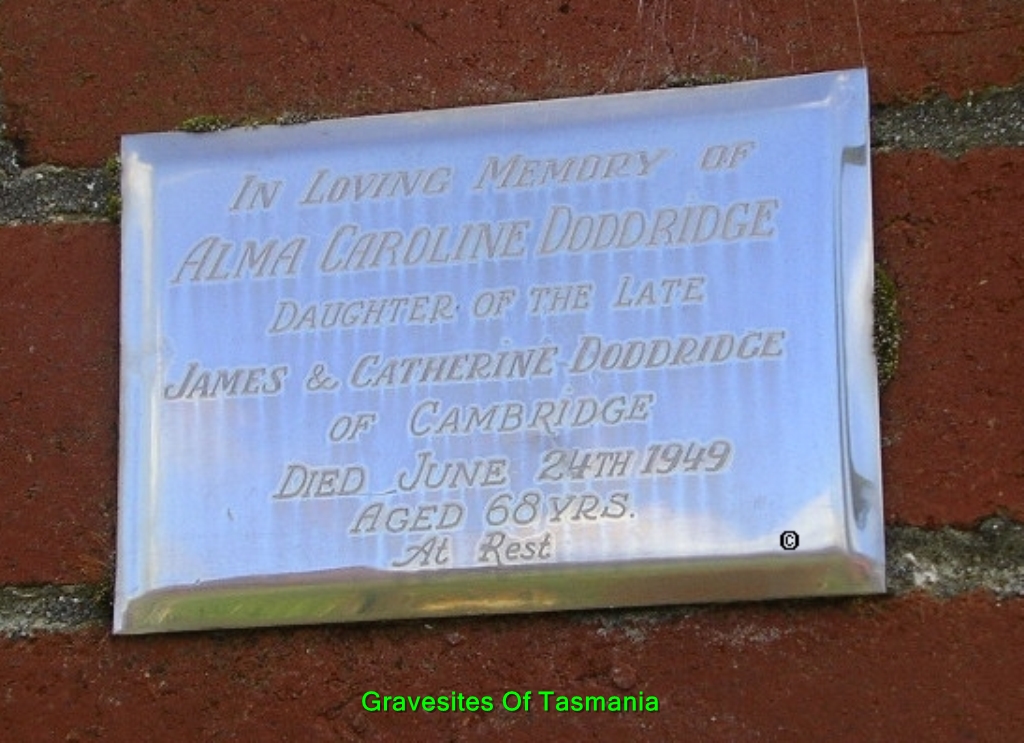 In Loving Memory of
Alma Caroline Doddridge
Daughter of the Late
James & Catherine Doddridge
of Cambridge
Died June 24th 1949
Aged 68 yrs.
At Rest
©
Gravesites Of Tasmania